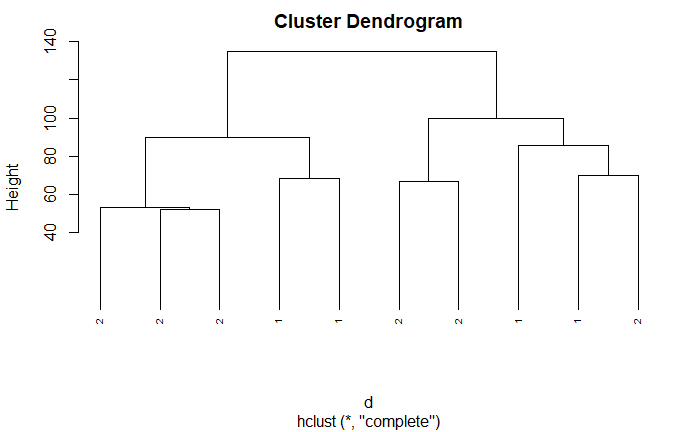 Cluster Dendrogram
Height
140
100
80
60
40
2 2 2 1 1 2 2 1 1 2
d
hclust (*, "complete")